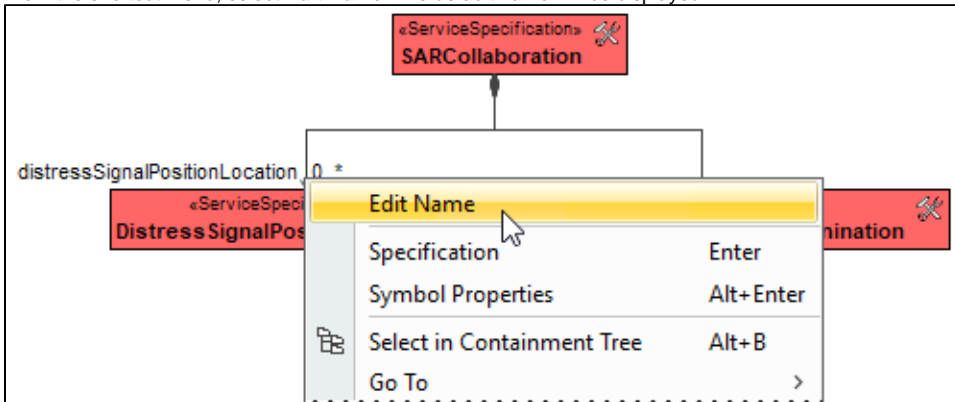 «ServiceSpecification»
SARCollaboration
distressSignalPositionLocation 0 *
«ServiceSpeci
DistressSignalPos
mination
Edit Name
Specification Enter
Symbol Properties Alt+Enter
Select in Containment Tree Alt+B
Go To >